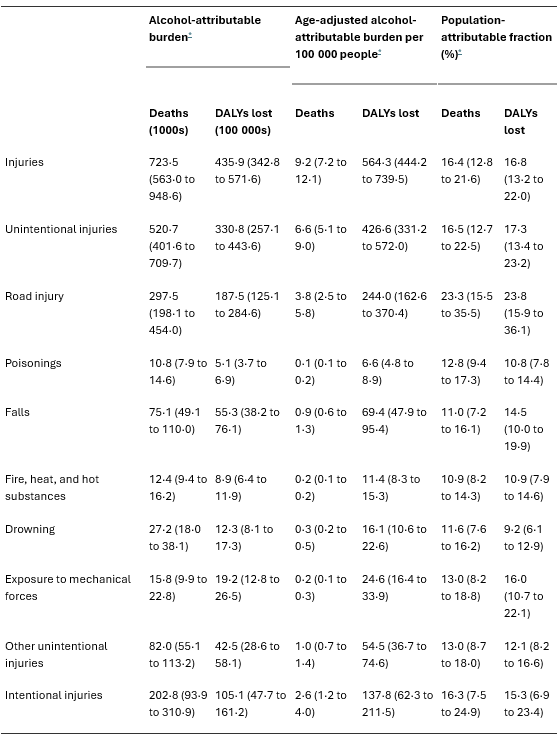 Alcohol-attributable burden* Age-adjusted alcohol-attributable burden per 100 000 people* Population-attributable fraction (%)*
Deaths (1000s) DALYs lost (100 000s) Deaths DALYs lost Deaths DALYs lost
Injuries 723·5 (563·0 to 948·6) 435·9 (342·8 to 571·6) 9·2 (7·2 to 12·1) 564·3 (444·2 to 739·5) 16·4 (12·8 to 21·6) 16·8 (13·2 to 22·0)
Unintentional injuries 520·7 (401·6 to 709·7) 330·8 (257·1 to 443·6) 6·6 (5·1 to 9·0) 426·6 (331·2 to 572·0) 16·5 (12·7 to 22·5) 17·3 (13·4 to 23·2)
Road injury 297·5 (198·1 to 454·0) 187·5 (125·1 to 284·6) 3·8 (2·5 to 5·8) 244·0 (162·6 to 370·4) 23·3 (15·5 to 35·5) 23·8 (15·9 to 36·1)
Poisonings 10·8 (7·9 to 14·6) 5·1 (3·7 to 6·9) 0·1 (0·1 to 0·2) 6·6 (4·8 to 8·9) 12·8 (9·4 to 17·3) 10·8 (7·8 to 14·4)
Falls 75·1 (49·1 to 110·0) 55·3 (38·2 to 76·1) 0·9 (0·6 to 1·3) 69·4 (47·9 to 95·4) 11·0 (7·2 to 16·1) 14·5 (10·0 to 19·9)
Fire, heat, and hot substances 12·4 (9·4 to 16·2) 8·9 (6·4 to 11·9) 0·2 (0·1 to 0·2) 11·4 (8·3 to 15·3) 10·9 (8·2 to 14·3) 10·9 (7·9 to 14·6)
Drowning 27·2 (18·0 to 38·1) 12·3 (8·1 to 17·3) 0·3 (0·2 to 0·5) 16·1 (10·6 to 22·6) 11·6 (7·6 to 16·2) 9·2 (6·1 to 12·9)
Exposure to mechanical forces 15·8 (9·9 to 22·8) 19·2 (12·8 to 26·5) 0·2 (0·1 to 0·3) 24·6 (16·4 to 33·9) 13·0 (8·2 to 18·8) 16·0 (10·7 to 22·1)
Other unintentional injuries 82·0 (55·1 to 113·2) 42·5 (28·6 to 58·1) 1·0 (0·7 to 1·4) 54·5 (36·7 to 74·6) 13·0 (8·7 to 18·0) 12·1 (8·2 to 16·6)
Intentional injuries 202·8 (93·9 to 310·9) 105·1 (47·7 to 161·2) 2·6 (1·2 to 4·0) 137·8 (62·3 to 211·5) 16·3 (7·5 to 24·9) 15·3 (6·9 to 23·4)